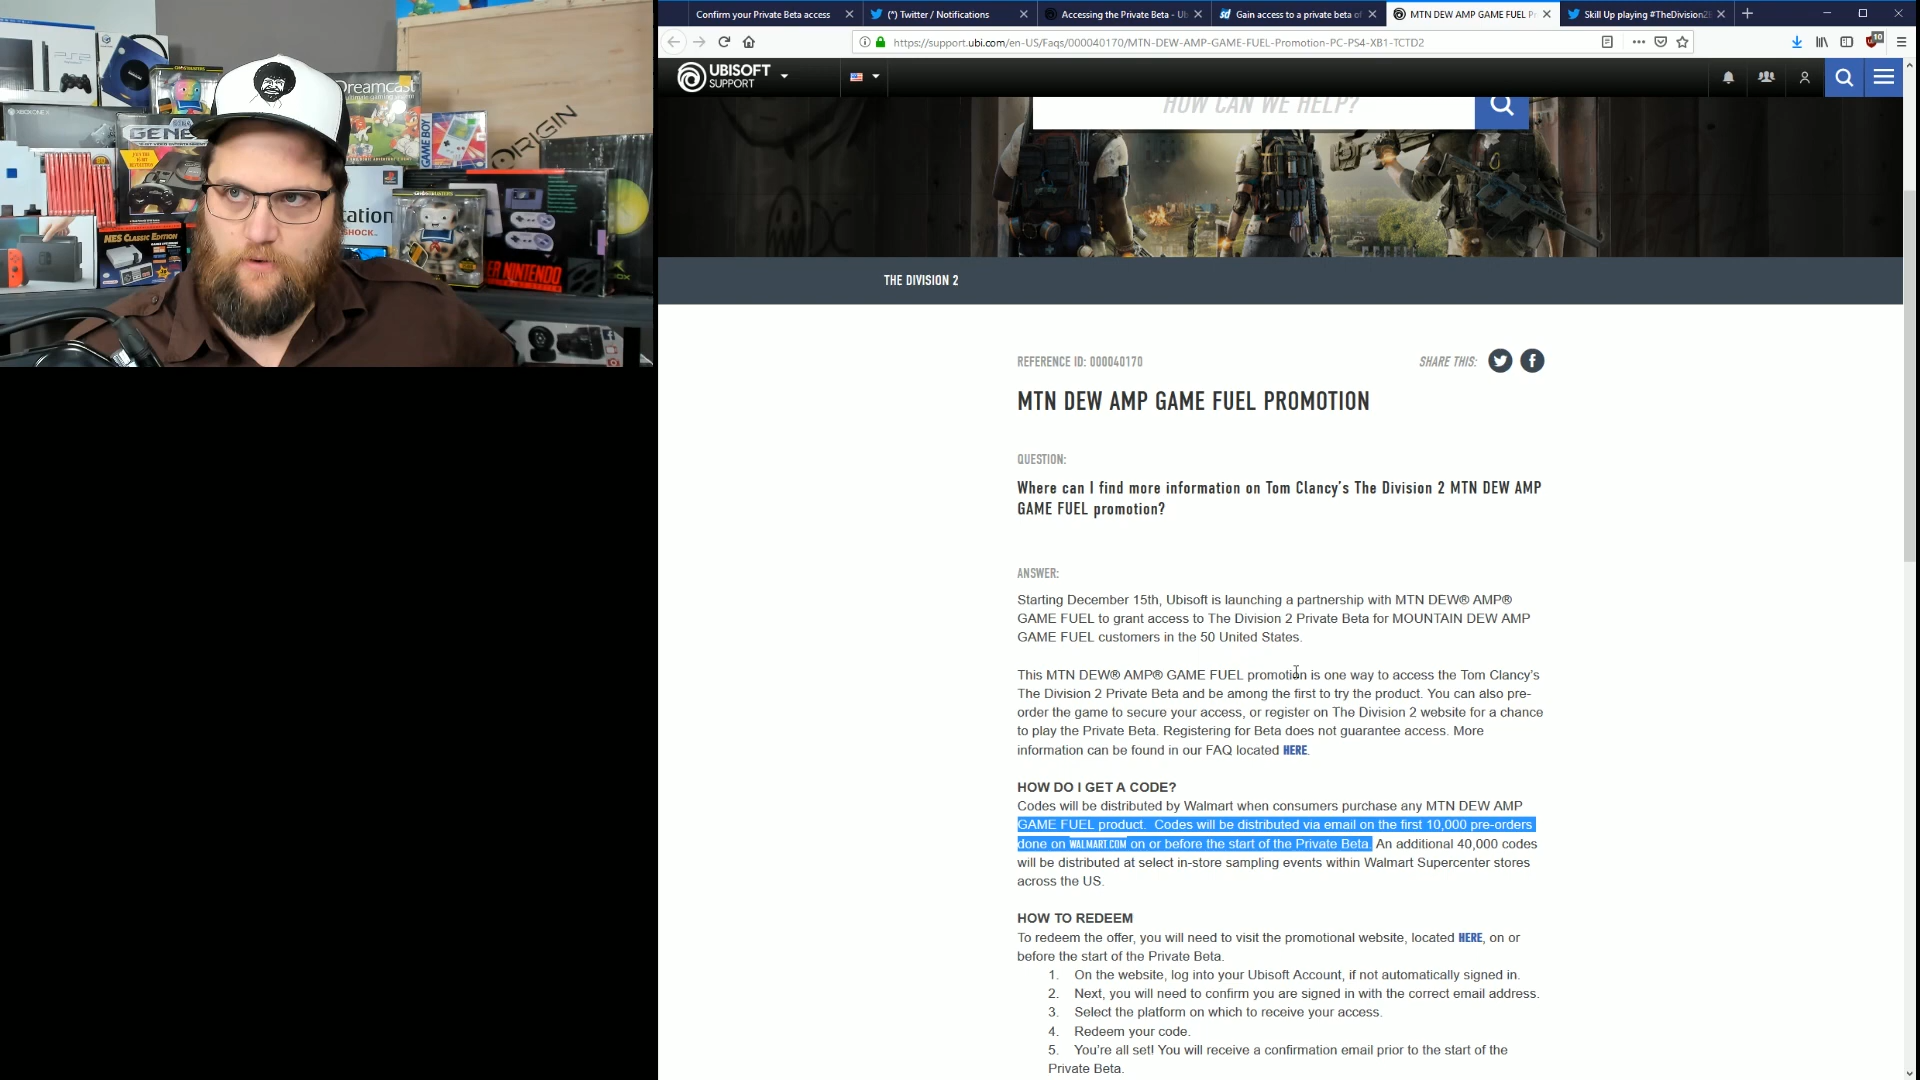 Confirm your Private Beta access
(*) Twitter / Notifications
Accessing the Private Beta - Ub
Gain access to a private beta of
MTN DEW AMP GAME FUEL P
Skill Up playing #TheDivision2
https://support.ubi.com/en-US/Faqs/000040170/MTN-DEW-AMP-GAME-FUEL-Promotion-PC-PS4-XB1-TCTD2
10
UBISOFT
SUPPORT
HOW CAN WE HELP?
THE DIVISION 2
REFERENCE ID: 000040170
SHARE THIS:
MTN DEW AMP GAME FUEL PROMOTION
QUESTION:
Where can I find more information on Tom Clancy's The Division 2 MTN DEW AMP
GAME FUEL promotion?
ANSWER:
Starting December 15th, Ubisoft is launching a partnership with MTN DEW® AMP®
GAME FUEL to grant access to The Division 2 Private Beta for MOUNTAIN DEW AMP
GAME FUEL customers in the 50 United States.
This MTN DEW® AMP® GAME FUEL promotion is one way to access the Tom Clancy's
The Division 2 Private Beta and be among the first to try the product. You can also pre-
order the game to secure your access, or register on The Division 2 website for a chance
to play the Private Beta. Registering for Beta does not guarantee access. More
information can be found in our FAQ located HERE.
HOW DO I GET A CODE?
Codes will be distributed by Walmart when consumers purchase any MTN DEW AMP
GAME FUEL product.  Codes will be distributed via email on the first 10,000 pre-orders
done on WALMART.COM on or before the start of the Private Beta. An additional 40,000 codes
will be distributed at select in-store sampling events within Walmart Supercenter stores
across the US.
HOW TO REDEEM
To redeem the offer, you will need to visit the promotional website, located HERE, on or
before the start of the Private Beta.
1. On the website, log into your Ubisoft Account, if not automatically signed in.
2. Next, you will need to confirm you are signed in with the correct email address.
3. Select the platform on which to receive your access.
4. Redeem your code.
5. You're all set! You will receive a confirmation email prior to the start of the
Private Beta.
Dreamcast
GENE
GAME BOY
ORIGIN
tation
SHOCK
NES CLASSIC EDITION
ER NINTENDO
XBOX ONE X
GHOSTBUSTERS